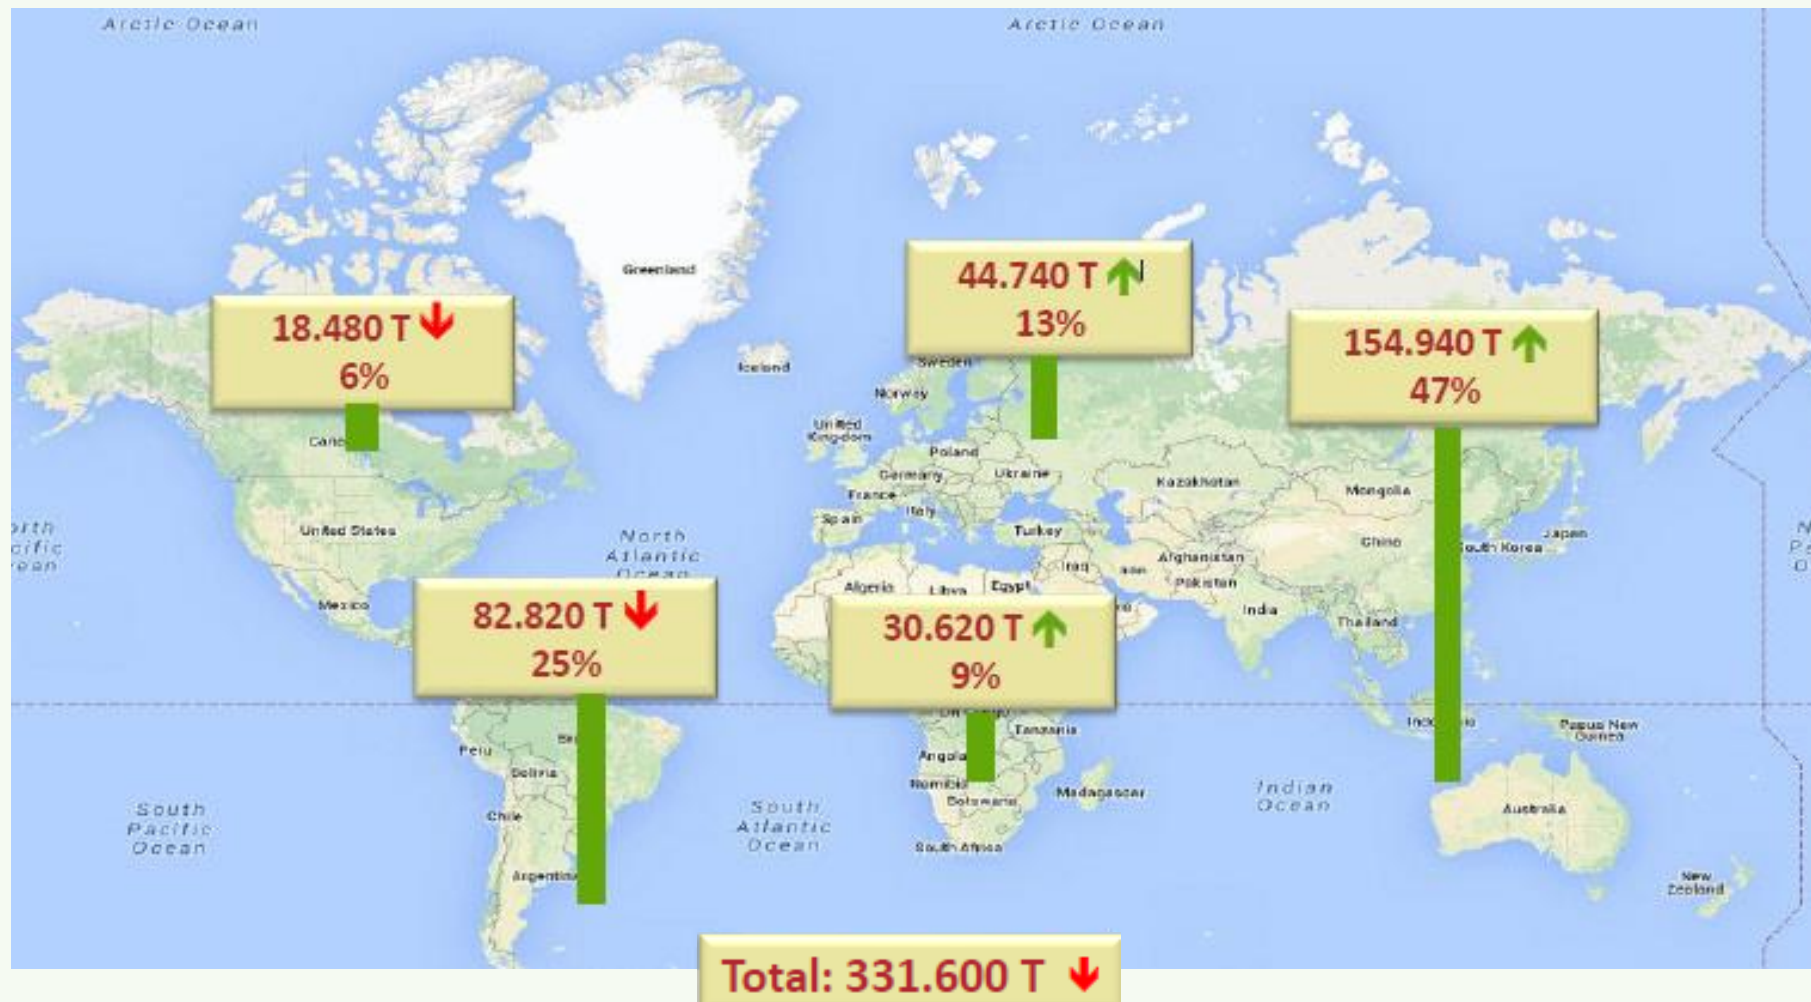 Arctic Ocean
Arctic Ocean
Greenland
44.740 T
13%
18.480 T
6%
154.940 T
47%
Iceland
Sweden
Norway
United
Kingdom
Poland
Germany
Ukraine
France
Kazakhstan
Mongolia
Spain
Italy
Turkey
United States
North
Atlantic
Ocean
China
Japan
South Korea
Afghanistan
Iraq
Iran
Pakistan
Algeria
Libya
Egypt
India
Thailand
Mexico
82.820 T
25%
30.620 T
9%
Tanzania
Papua New
Guinea
Peru
Angola
Bolivia
Namibia
Botswana
Madagascar
Indian
Ocean
Australia
South
Pacific
Ocean
Chile
South
Atlantic
Ocean
South Africa
Argentina
New
Zealand
Total: 331.600 T